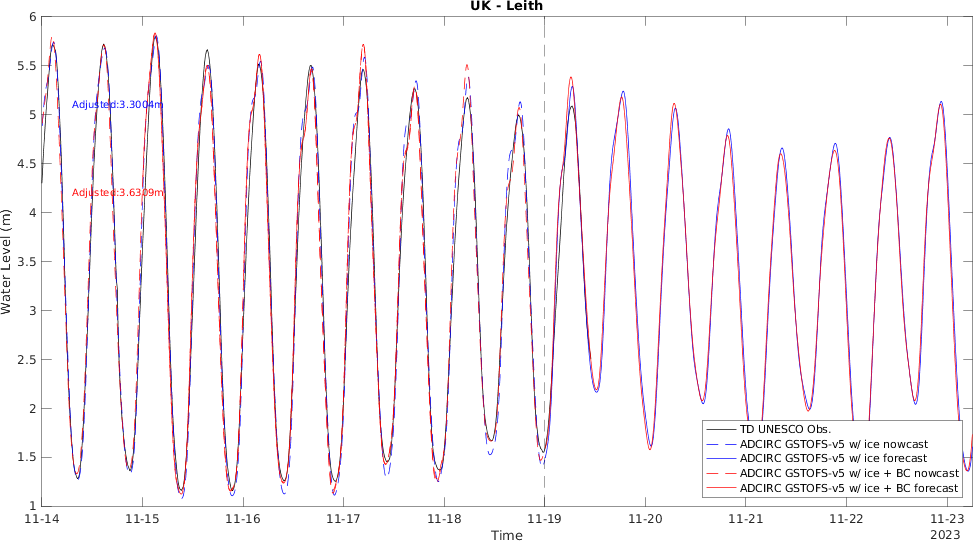 UK - Leith
6
5.5
5
4.5
4
3.5
3
2.5
2
1.5
1
Water Level (m)
Adjusted:3.3004m
Adjusted:3.6309m
TD UNESCO Obs.
ADCIRC GSTOFS-v5 w/ ice nowcast
ADCIRC GSTOFS-v5 w/ ice forecast
ADCIRC GSTOFS-v5 w/ ice + BC nowcast
ADCIRC GSTOFS-v5 w/ ice + BC forecast
11-14 11-15 11-16 11-17 11-18 11-19 11-20 11-21 11-22 11-23
Time
2023